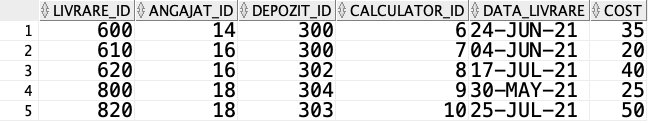 LIVRARE_ID ANGAJAT_ID DEPOZIT_ID CALCULATOR_ID DATA_LIVRARE COST
1 600 14 300 6 24-JUN-21 35
2 610 16 300 7 04-JUN-21 20
3 620 16 302 8 17-JUL-21 40
4 800 18 304 9 30-MAY-21 25
5 820 18 303 10 25-JUL-21 50